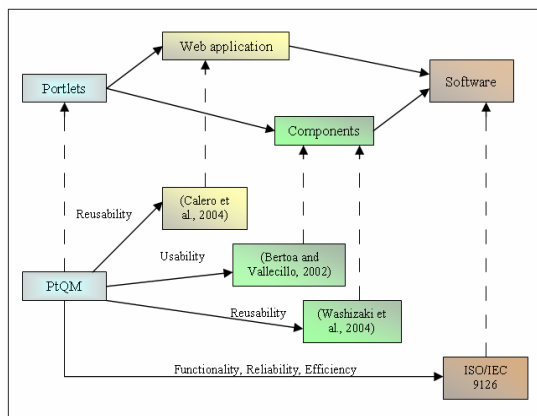 Web application
Portlets
Software
Components
Reusability
(Calero et
al., 2004)
Usability
(Bertoa and
Vallecillo, 2002)
PtQM
Reusability
(Washizaki et
al., 2004)
Functionality, Reliability, Efficiency
ISO/IEC
9126